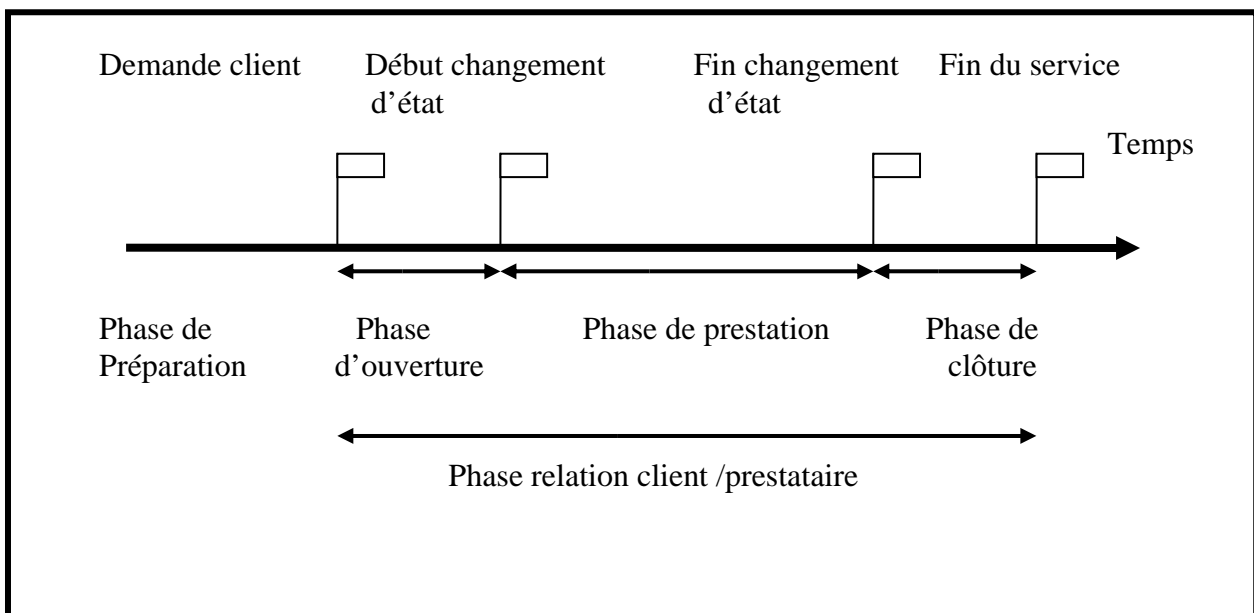 Demande client Début changement d’état Fin changement d’état Fin du service
Temps
Phase de Préparation Phase d’ouverture Phase de prestation Phase de clôture
Phase relation client /prestataire